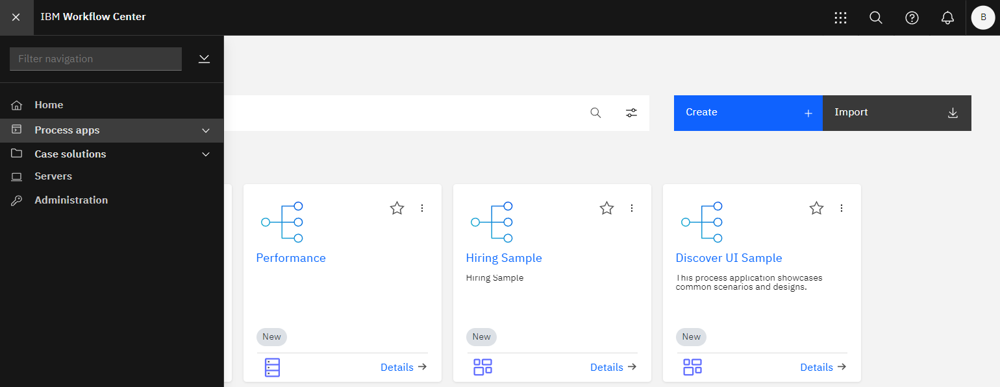 IBM Workflow Center
B
Filter navigation
Home
Process apps
Case solutions
Servers
Administration
Create
Import
Performance
New
Details
Hiring Sample
Hiring Sample
New
Details
Discover UI Sample
This process application showcases
common scenarios and designs.
New
Details